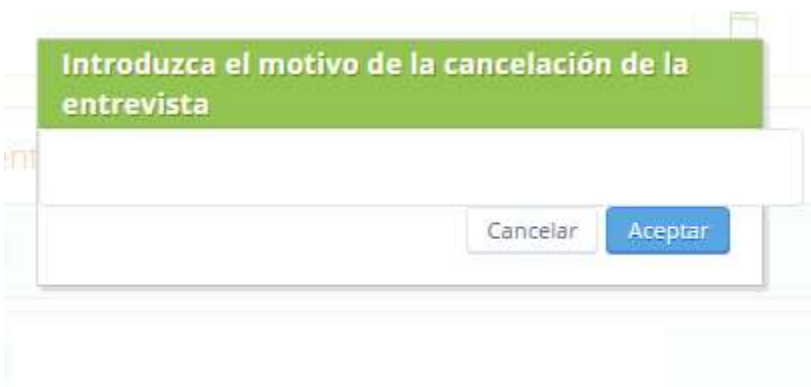 Introduzca el motivo de la cancelación de la
entrevista
Cancelar Aceptar